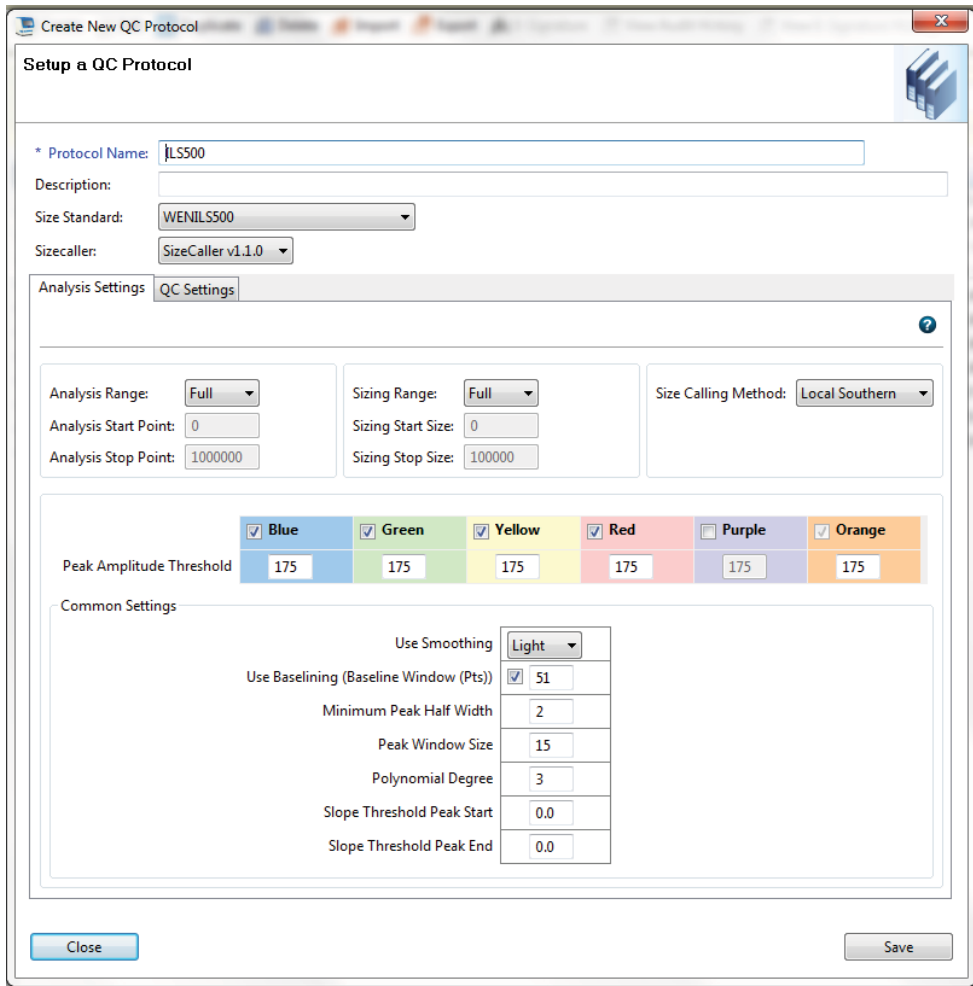 Create New QC Protocol
Setup a QC Protocol
* Protocol Name: ILS500
Description:
Size Standard: WENILS500
Sizecaller: SizeCaller v1.1.0
Analysis Settings QC Settings
?
Analysis Range: Full Sizing Range: Full Size Calling Method: Local Southern
Analysis Start Point: 0 Sizing Start Size: 0
Analysis Stop Point: 1000000 Sizing Stop Size: 100000
Blue Green Yellow Red Purple Orange
Peak Amplitude Threshold 175 175 175 175 175 175
Common Settings
Use Smoothing Light
Use Baselining (Baseline Window (Pts)) 51
Minimum Peak Half Width 2
Peak Window Size 15
Polynomial Degree 3
Slope Threshold Peak Start 0.0
Slope Threshold Peak End 0.0
Close Save